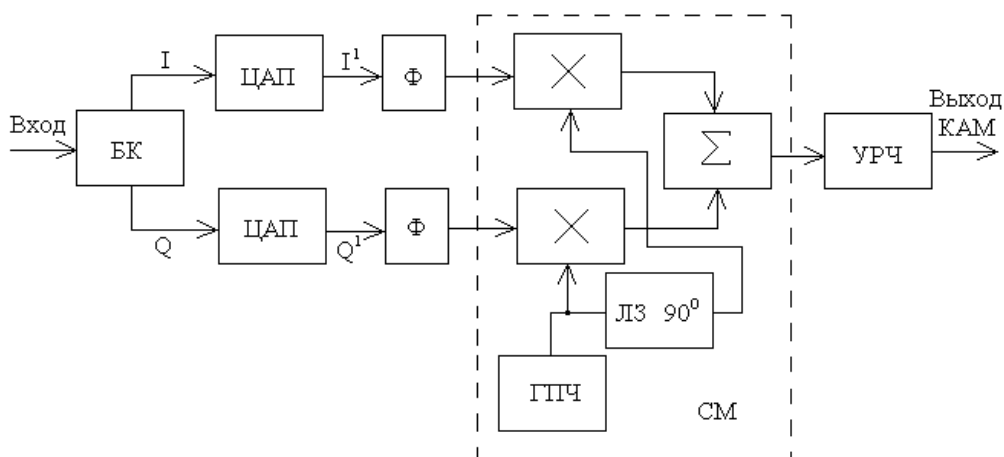 I
ЦАП
I¹
Ф
Вход
БК
Σ
УРЧ
Выход
КАМ
Q
ЦАП
Q¹
Ф
ЛЗ 90⁰
ГПЧ
СМ